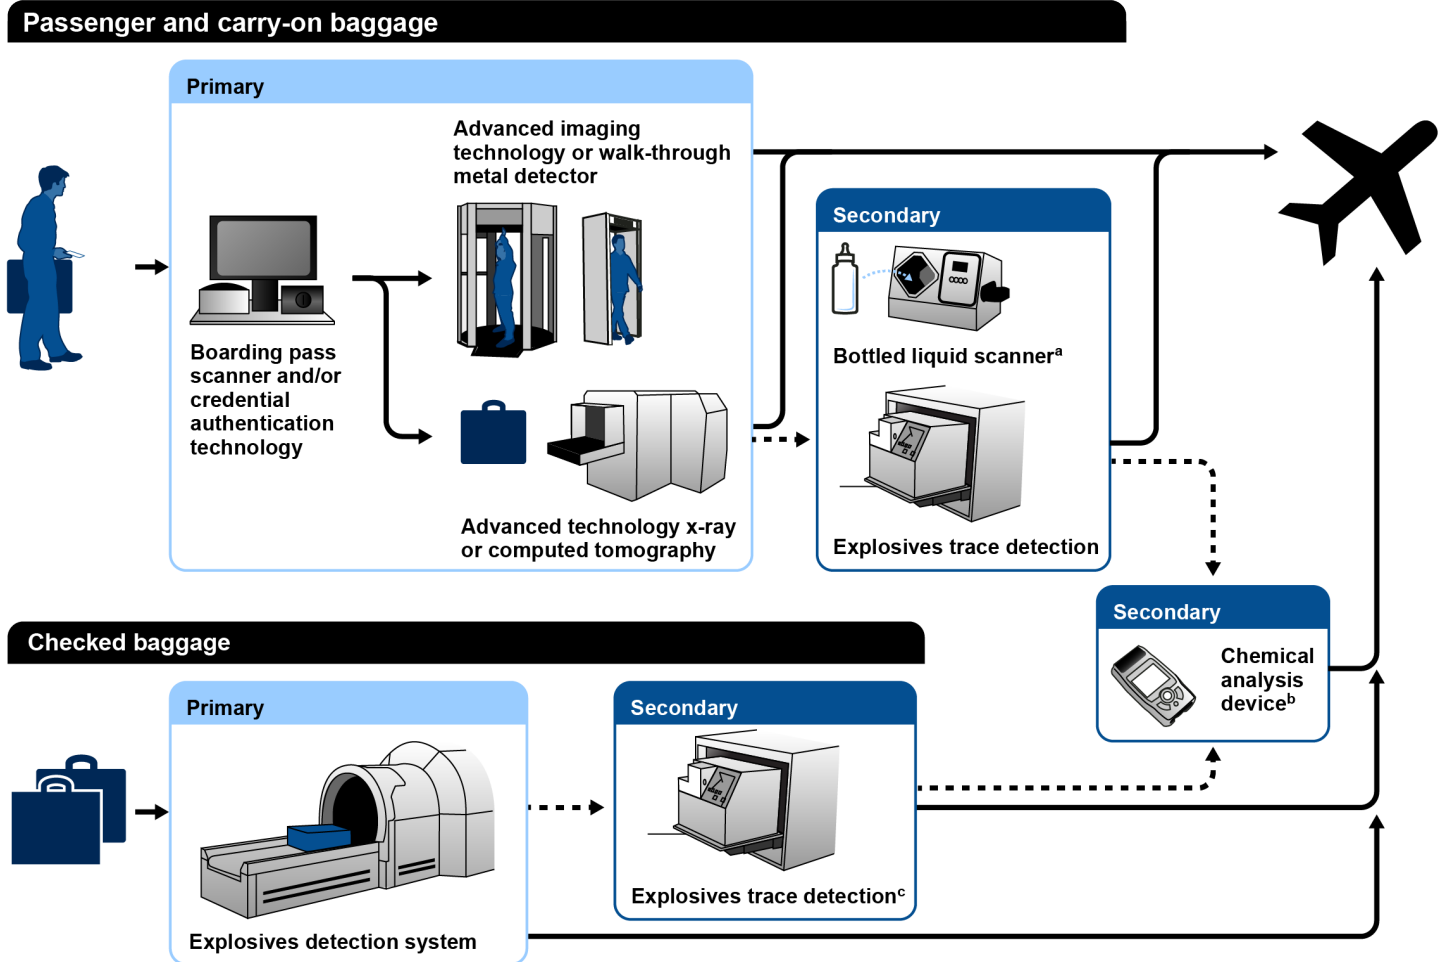 Passenger and carry-on baggage
Primary
Advanced imaging
technology or walk-through
metal detector
Boarding pass
scanner and/or
credential
authentication
technology
Advanced technology x-ray
or computed tomography
Secondary
Bottled liquid scannerᵃ
Explosives trace detection
Secondary
Chemical
analysis
deviceᵇ
Checked baggage
Primary
Explosives detection system
Secondary
Explosives trace detectionᶜ